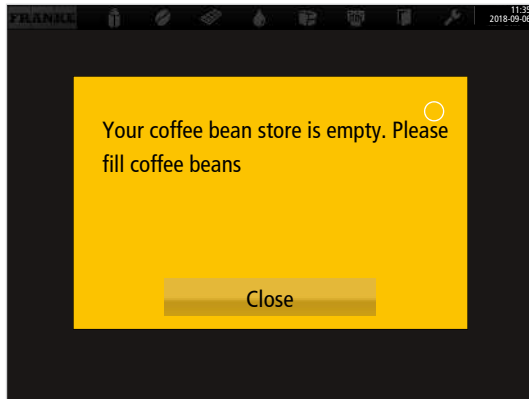 FRANKE
11:35
2018-09-06
Your coffee bean store is empty. Please
fill coffee beans
Close